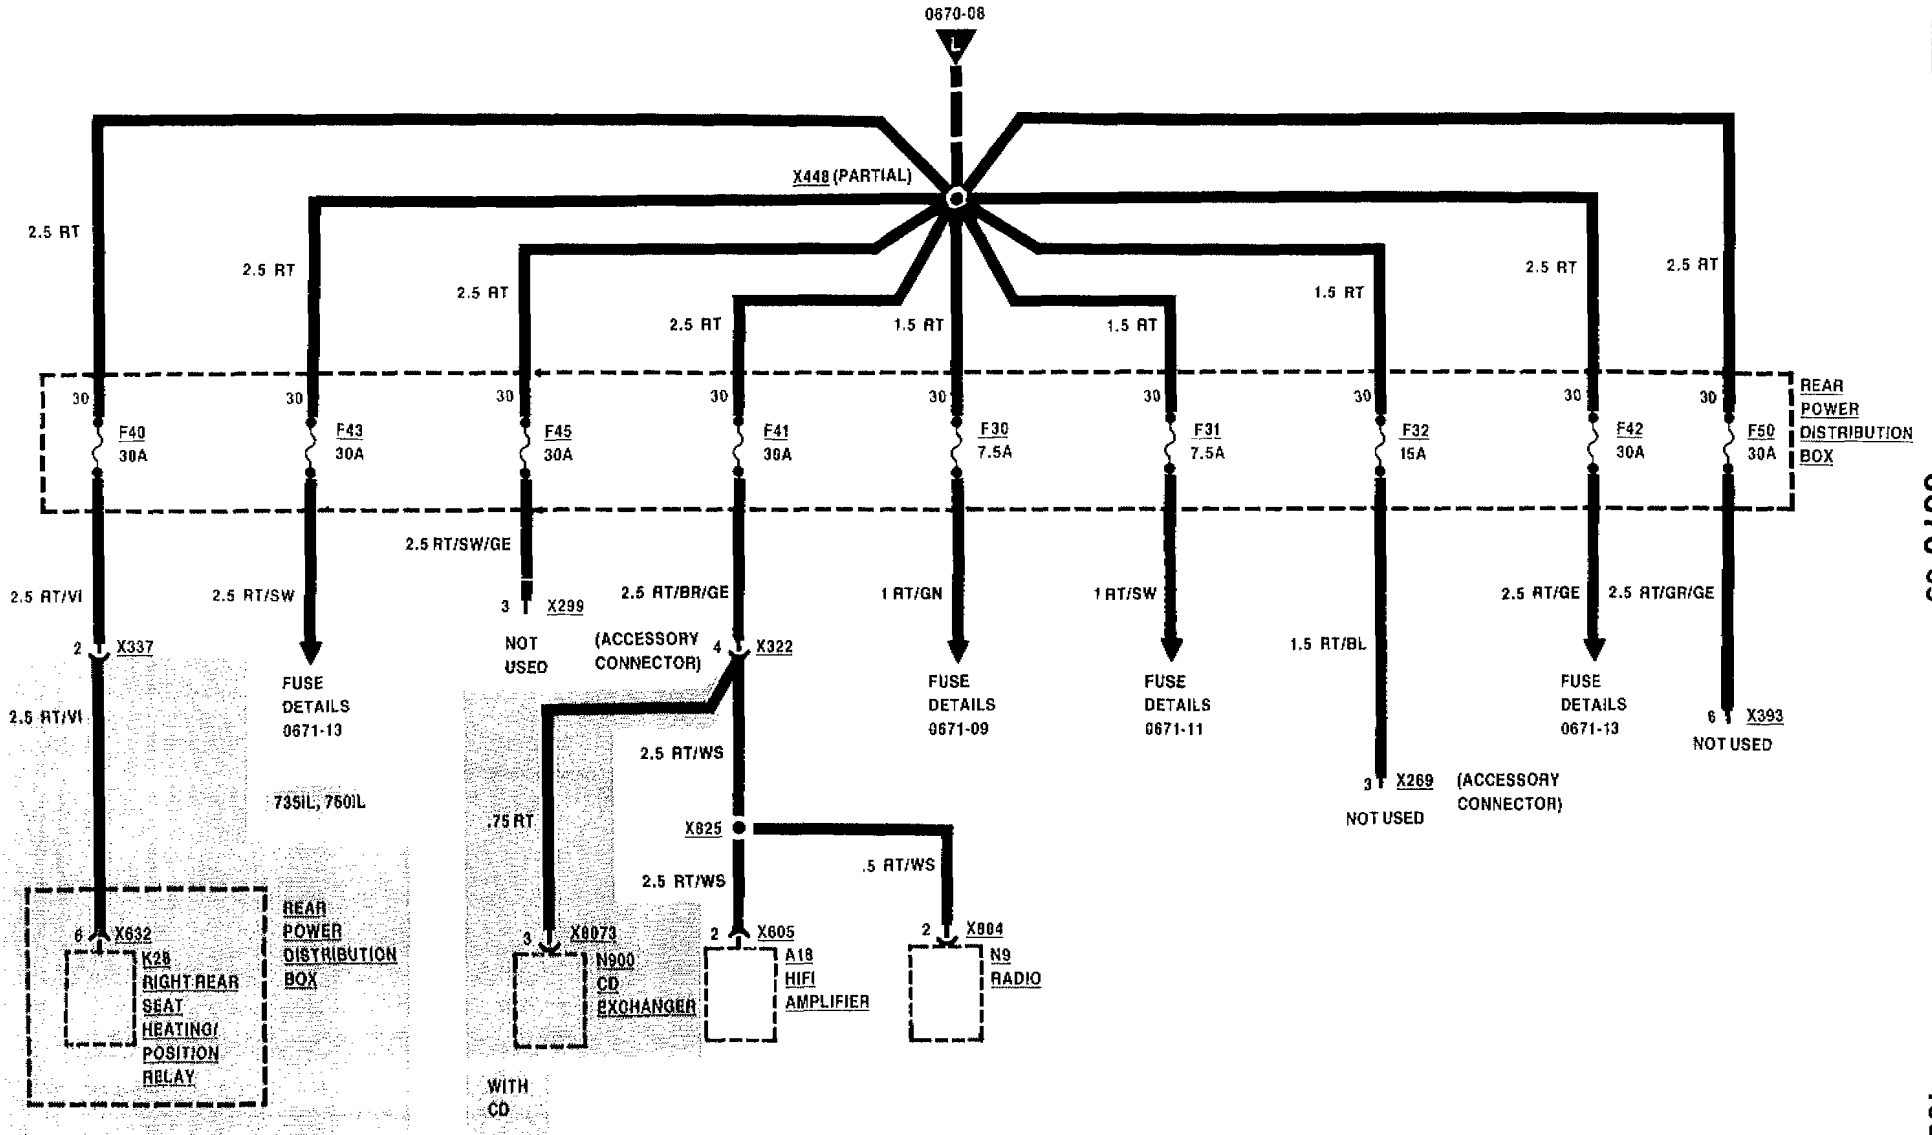 0670-08
L
X448 (PARTIAL)
2.5 RT
2.5 RT
2.5 RT
2.5 RT
1.5 RT
1.5 RT
1.5 RT
2.5 RT
2.5 RT
30
30
30
30
30
30
30
30
30
F40
30A
F43
30A
F45
30A
F41
30A
F30
7.5A
F31
7.5A
F32
15A
F42
30A
F50
30A
REAR
POWER
DISTRIBUTION
BOX
2.5 RT/VI
2.5 RT/SW
2.5 RT/SW/GE
2.5 RT/BR/GE
1 RT/GN
1 RT/SW
1.5 RT/BL
2.5 RT/GE
2.5 RT/GR/GE
2
X337
FUSE
DETAILS
0671-13
3
X299
NOT
USED
(ACCESSORY
CONNECTOR)
4
X322
FUSE
DETAILS
0671-09
FUSE
DETAILS
0671-11
FUSE
DETAILS
0671-13
6
X393
NOT USED
2.5 RT/VI
2.5 RT/WS
735IL, 750IL
3
X269
(ACCESSORY
CONNECTOR)
NOT USED
.75 RT
X825
.5 RT/WS
2.5 RT/WS
REAR
POWER
DISTRIBUTION
BOX
6
X632
K28
RIGHT REAR
SEAT
HEATING/
POSITION
RELAY
3
X8073
N900
CD
EXCHANGER
2
X605
A18
HIFI
AMPLIFIER
2
X804
N9
RADIO
WITH
CD